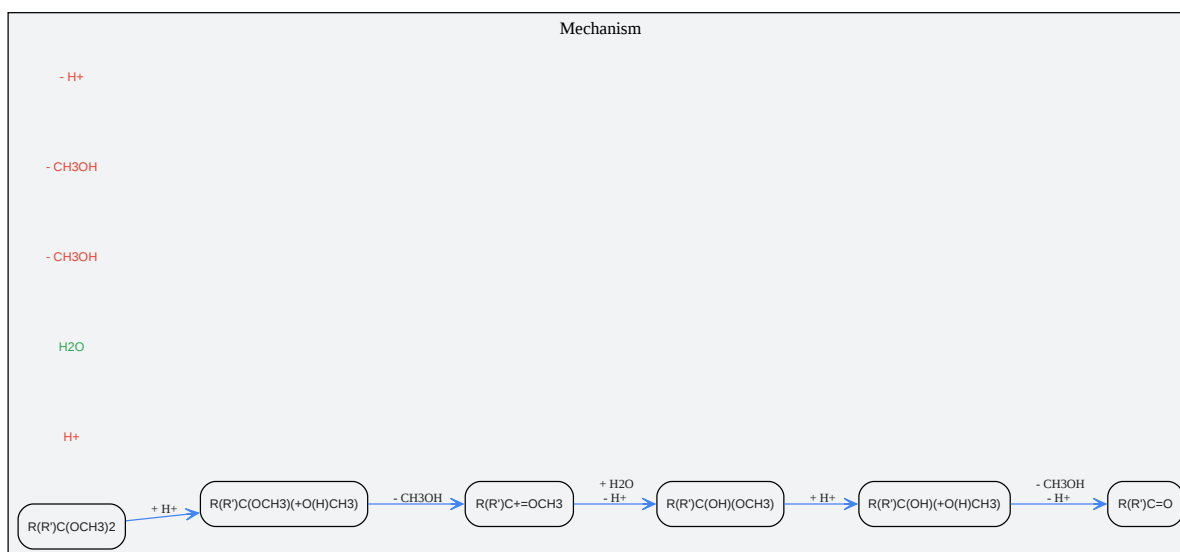 Mechanism
- H+
- CH3OH
- CH3OH
H2O
H+
R(R')C(OCH3)2
+ H+
R(R')C(OCH3)(+O(H)CH3)
- CH3OH
R(R')C+=OCH3
+ H2O
- H+
R(R')C(OH)(OCH3)
+ H+
R(R')C(OH)(+O(H)CH3)
- CH3OH
- H+
R(R')C=O